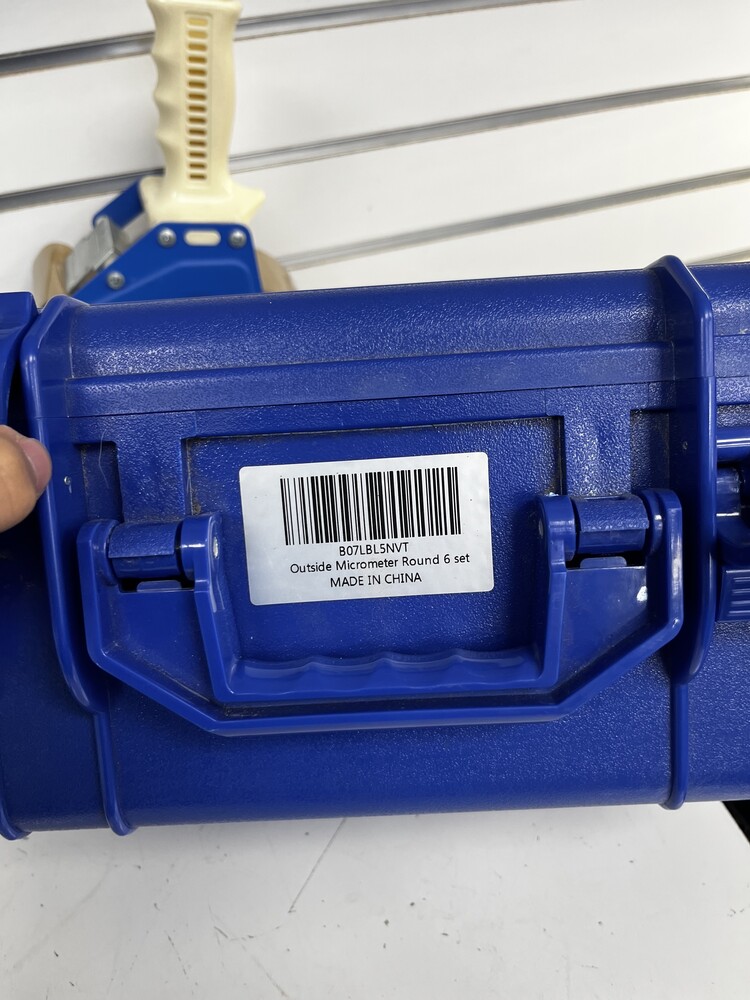 B07LBL5NVT
Outside Micrometer Round 6 set
MADE IN CHINA